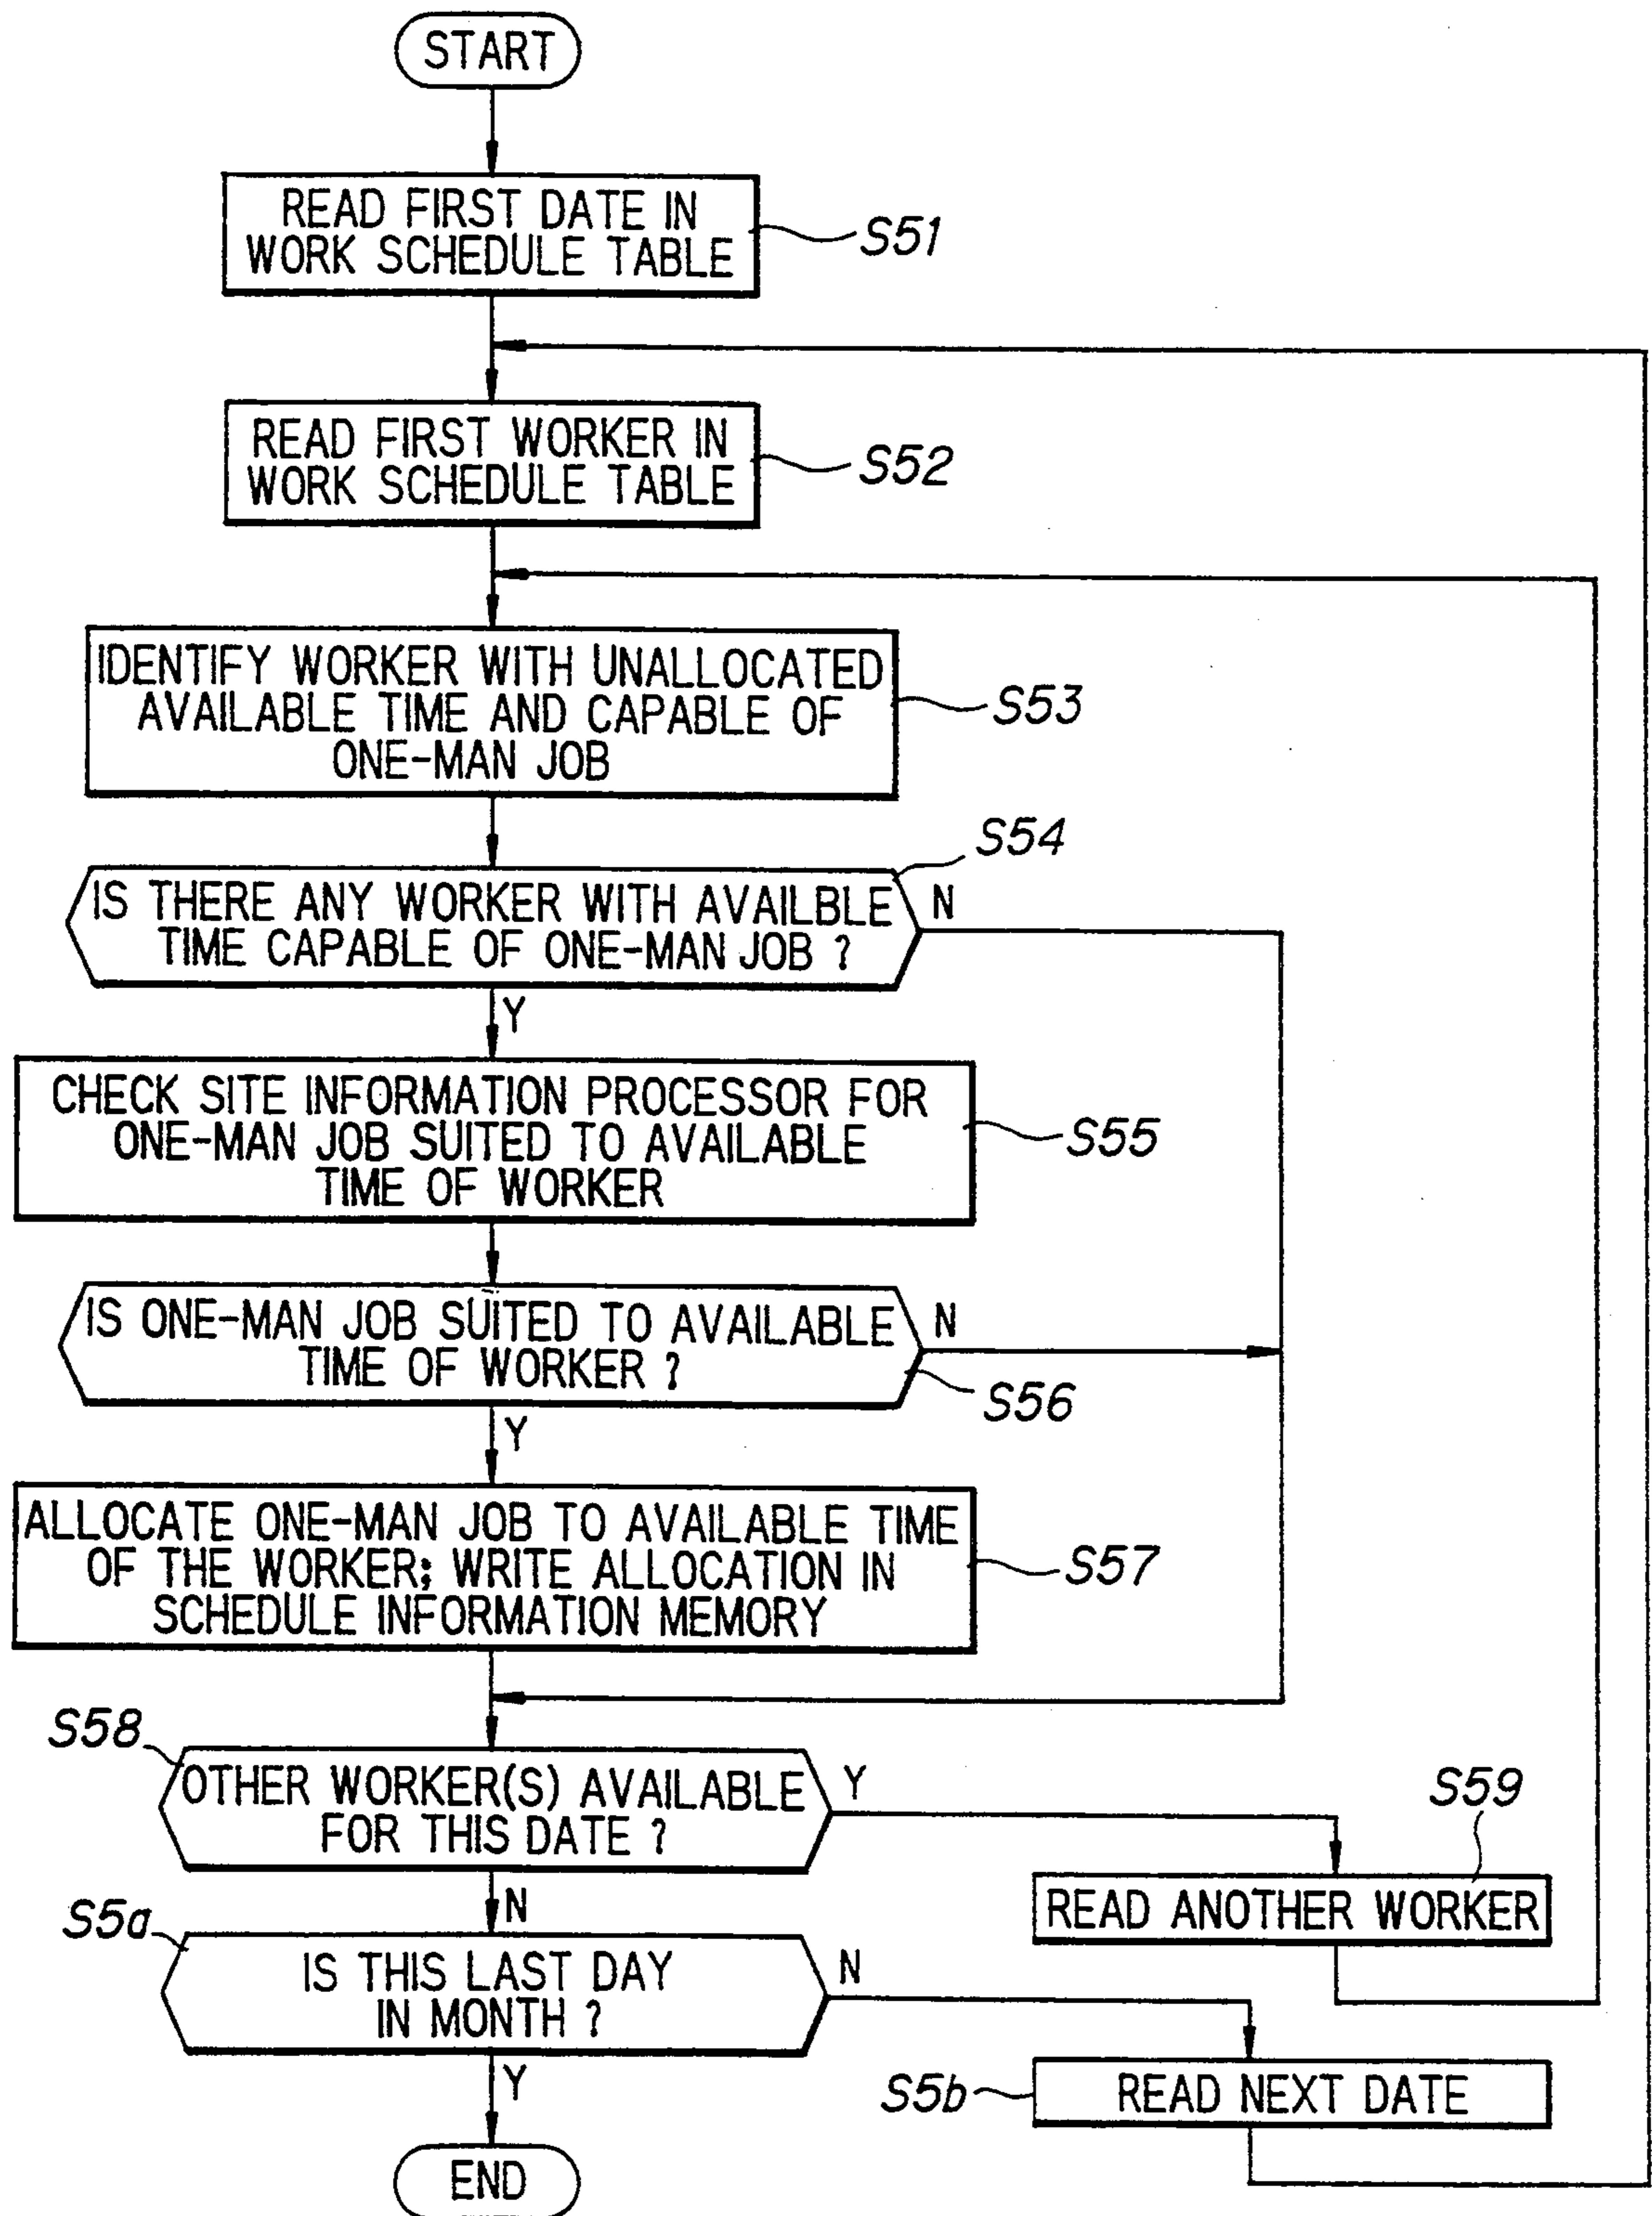 START
READ FIRST DATE IN
WORK SCHEDULE TABLE
S51
READ FIRST WORKER IN
WORK SCHEDULE TABLE
S52
IDENTIFY WORKER WITH UNALLOCATED
AVAILABLE TIME AND CAPABLE OF
ONE-MAN JOB
S53
S54
IS THERE ANY WORKER WITH AVAILBLE
TIME CAPABLE OF ONE-MAN JOB ?
N
Y
CHECK SITE INFORMATION PROCESSOR FOR
ONE-MAN JOB SUITED TO AVAILABLE
TIME OF WORKER
S55
IS ONE-MAN JOB SUITED TO AVAILABLE
TIME OF WORKER ?
N
S56
Y
ALLOCATE ONE-MAN JOB TO AVAILABLE TIME
OF THE WORKER; WRITE ALLOCATION IN
SCHEDULE INFORMATION MEMORY
S57
S58
OTHER WORKER(S) AVAILABLE
FOR THIS DATE ?
Y
S59
READ ANOTHER WORKER
N
S5a
IS THIS LAST DAY
IN MONTH ?
N
S5b
READ NEXT DATE
Y
END